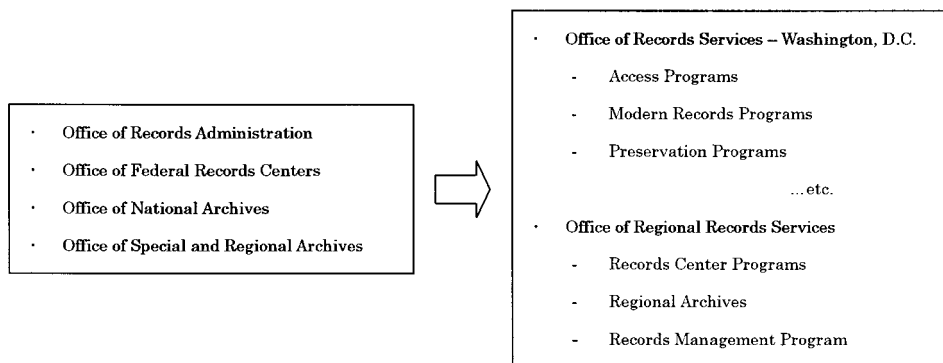 · Office of Records Administration
· Office of Federal Records Centers
· Office of National Archives
· Office of Special and Regional Archives
· Office of Records Services – Washington, D.C.
- Access Programs
- Modern Records Programs
- Preservation Programs
...etc.
· Office of Regional Records Services
- Records Center Programs
- Regional Archives
- Records Management Program